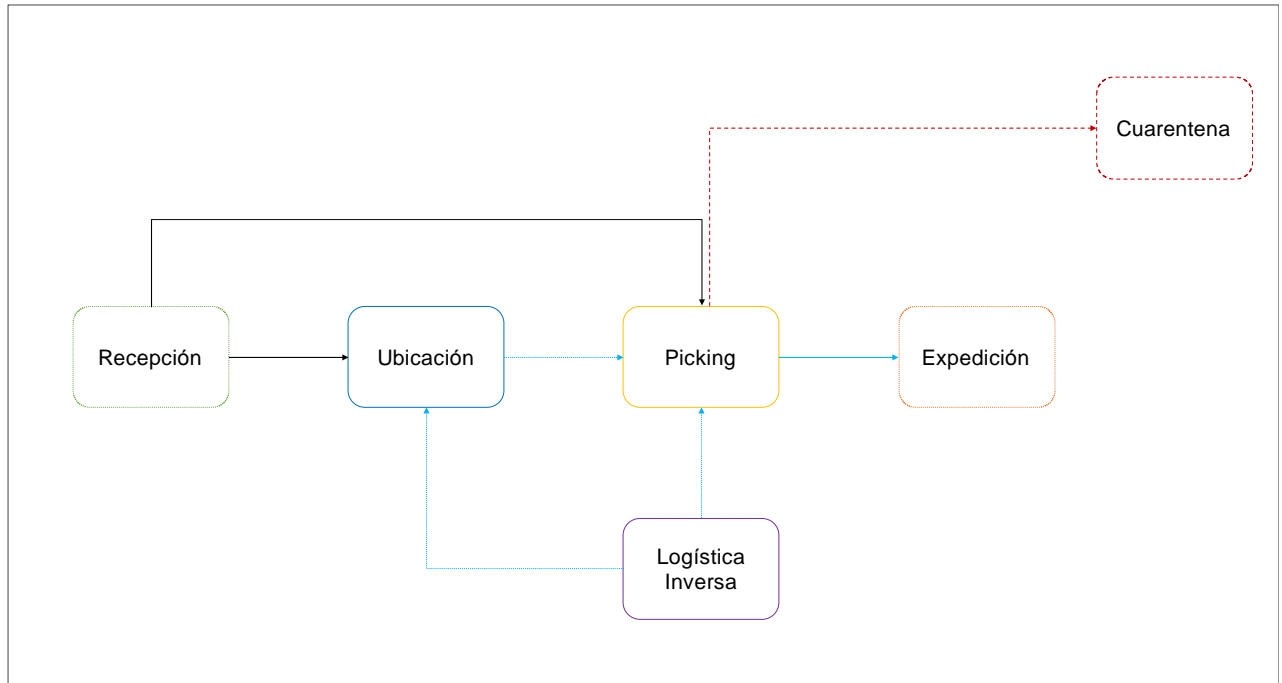 Cuarentena
Recepción
Ubicación
Picking
Expedición
Logística
Inversa